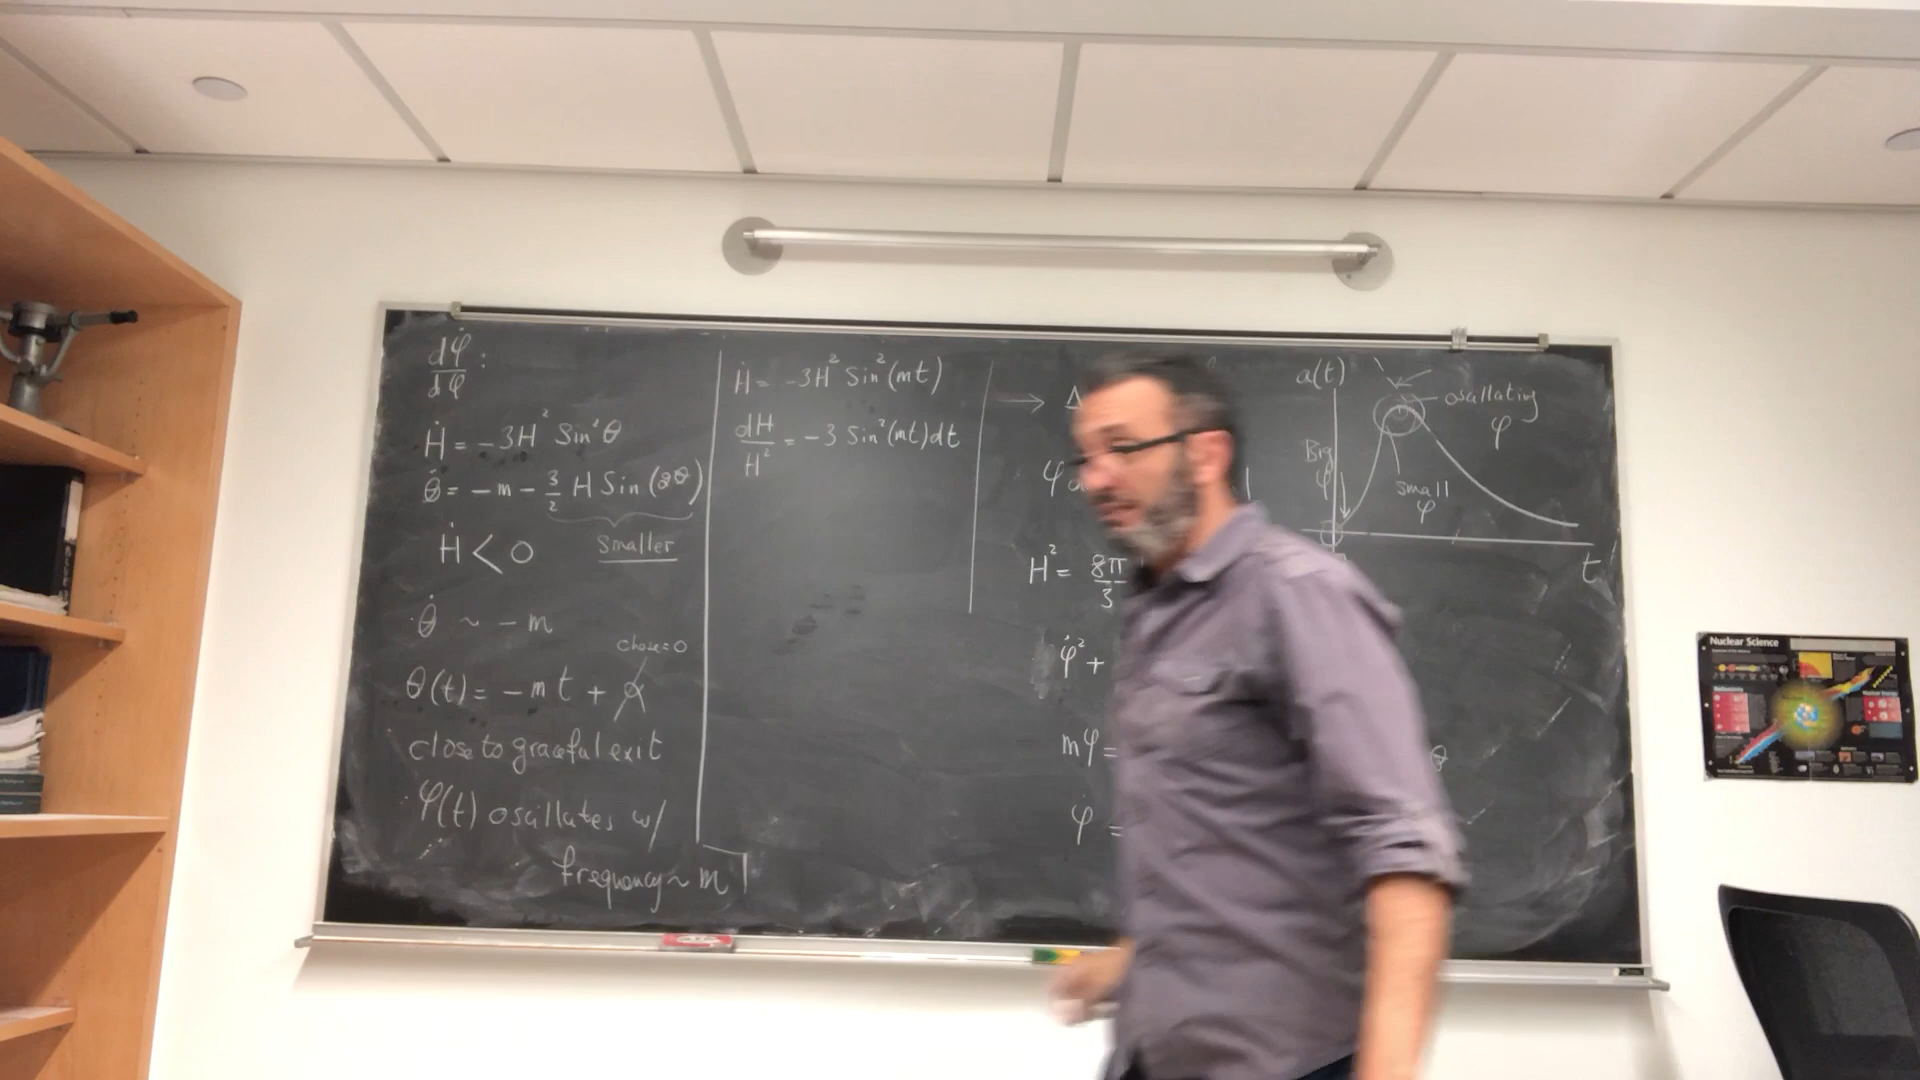 dφ̇
dφ :
Ḣ = -3H² Sin²θ
θ̇ = -m - 3/2 H Sin(2θ)
Ḣ < 0 smaller
θ̇ ~ -m
chose=0
θ(t) = -mt + α
close to graceful exit
φ(t) oscillates w/
frequency ~ m
Ḣ = -3H² Sin²(mt)
dH/H² = -3 Sin²(mt)dt
→ Δ
φ
H² = 8π/3
φ̇² +
mφ =
θ
φ̇ =
a(t)
oscillating
φ
Big
φ
small
φ
t
Nuclear Science